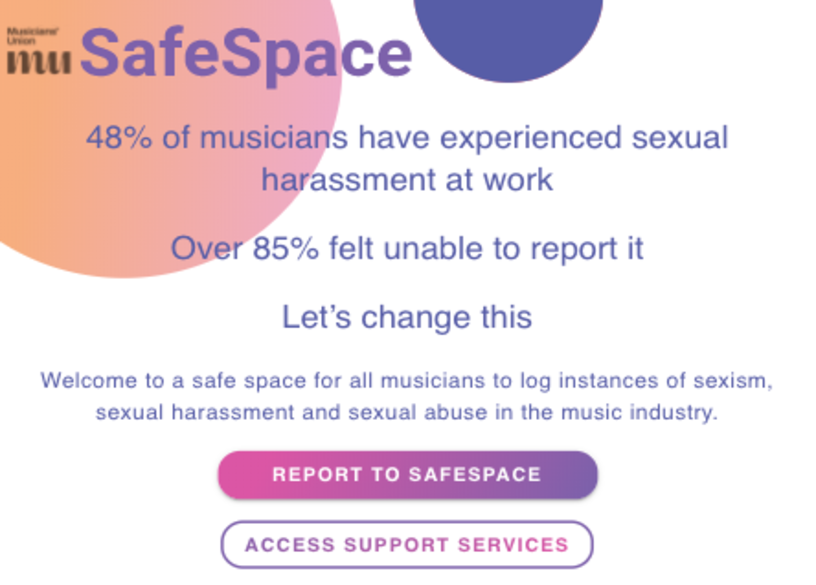 Musicians'
Union
mu SafeSpace
48% of musicians have experienced sexual
harassment at work
Over 85% felt unable to report it
Let’s change this
Welcome to a safe space for all musicians to log instances of sexism,
sexual harassment and sexual abuse in the music industry.
REPORT TO SAFESPACE
ACCESS SUPPORT SERVICES